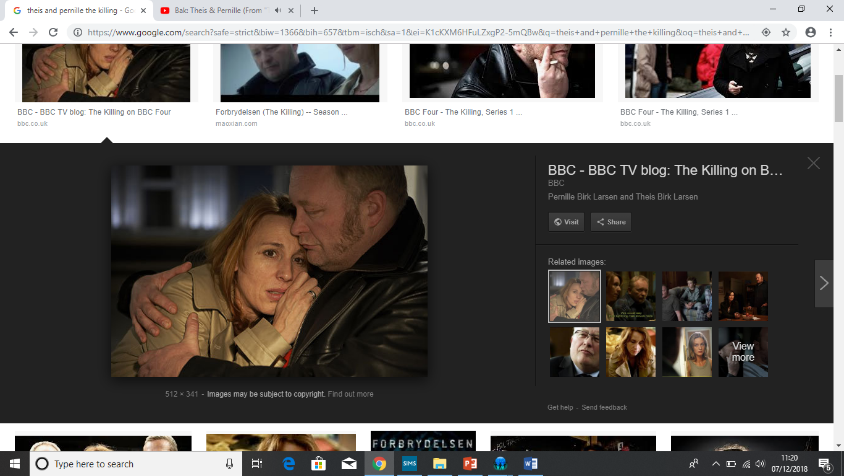 theis and pernille the killing - Go
Bale Theis & Pernille (From "
https://www.google.com/search?safe=strict&biw=1366&bih=657&tbm=isch&sa=1&ei=K1cKXM6HFuLZxgP2-5mQBw&q=theis+and+pernille+the+killing&oq=theis+and+...
BBC - BBC TV blog: The Killing on BBC Four
bbc.co.uk
Forbrydelsen (The Killing) -- Season ...
maoxian.com
BBC Four - The Killing, Series 1 ...
bbc.co.uk
BBC Four - The Killing, Series 1 ...
bbc.co.uk
BBC - BBC TV blog: The Killing on B...
BBC
Pernille Birk Larsen and Theis Birk Larsen
Visit
Share
Related images:
View
more
512 × 341 - Images may be subject to copyright. Find out more
Get help - Send feedback
FORBRYDELSEN
Type here to search
SIMS
11:20
07/12/2018